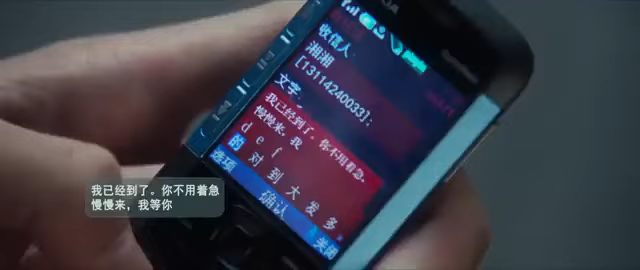 收信人
湘湘
[13114240033]:
文字
我已经到了。你不用着急,
慢慢来，我
d e f
的 对 到 大 发 多
选项 确认 关闭
我已经到了。你不用着急
慢慢来，我等你